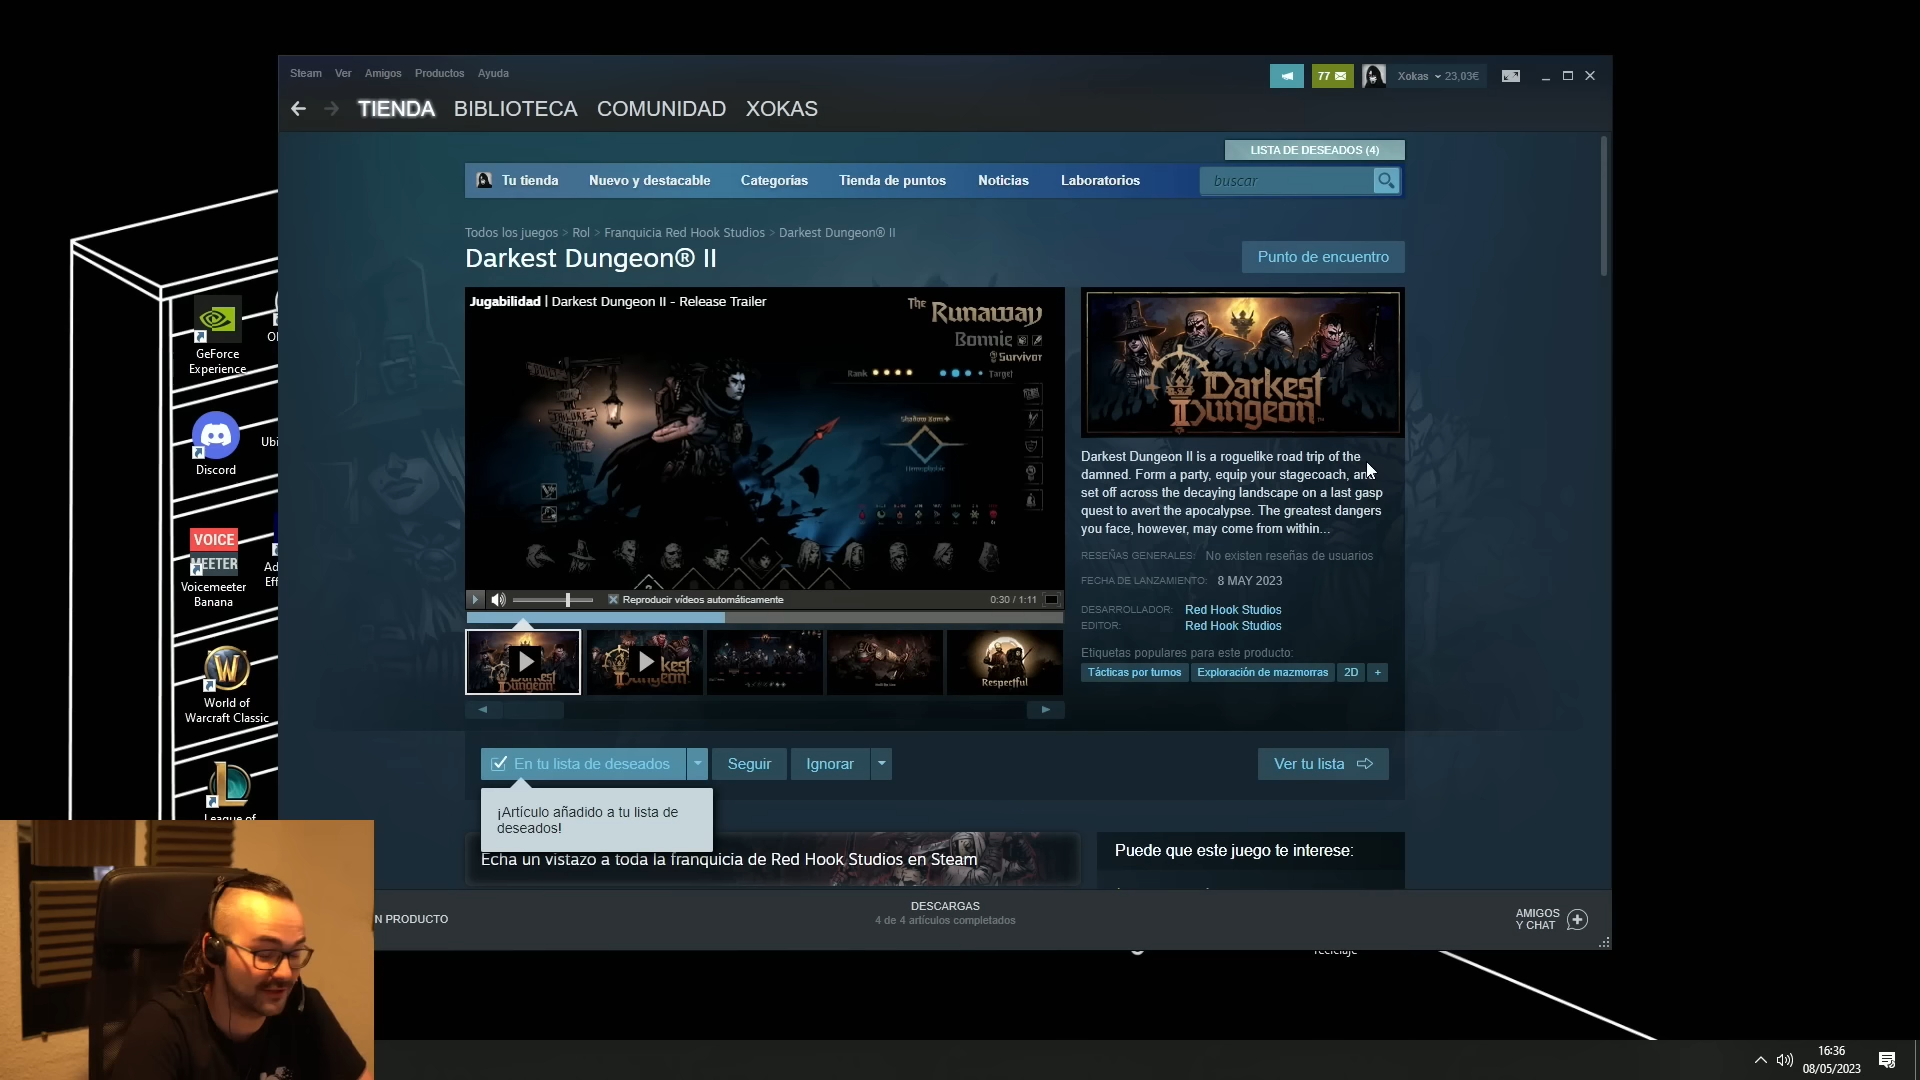 Steam Ver Amigos Productos Ayuda
77
Xokas 23,03€
TIENDA BIBLIOTECA COMUNIDAD XOKAS
LISTA DE DESEADOS (4)
Tu tienda Nuevo y destacable Categorías Tienda de puntos Noticias Laboratorios
buscar
Todos los juegos > Rol > Franquicia Red Hook Studios > Darkest Dungeon® II
Darkest Dungeon® II
Punto de encuentro
Jugabilidad | Darkest Dungeon II - Release Trailer
The Runaway
Bonnie
Survivor
Rank
Target
Darkest
Dungeon
Darkest Dungeon II is a roguelike road trip of the
damned. Form a party, equip your stagecoach, and
set off across the decaying landscape on a last gasp
quest to avert the apocalypse. The greatest dangers
you face, however, may come from within...
RESEÑAS GENERALES: No existen reseñas de usuarios
FECHA DE LANZAMIENTO: 8 MAY 2023
DESARROLLADOR: Red Hook Studios
EDITOR: Red Hook Studios
Etiquetas populares para este producto:
Tácticas por turnos Exploración de mazmorras 2D +
Reproducir vídeos automáticamente
0:30 / 1:11
Respectful
En tu lista de deseados
Seguir
Ignorar
Ver tu lista
¡Artículo añadido a tu lista de
deseados!
Echa un vistazo a toda la franquicia de Red Hook Studios en Steam
Puede que este juego te interese:
N PRODUCTO
DESCARGAS
4 de 4 artículos completados
AMIGOS
Y CHAT
GeForce
Experience
Discord
Ubi
VOICE
MEETER
Voicemeeter
Banana
Ad
Eff
World of
Warcraft Classic
League of
reciclaje
16:36
08/05/2023